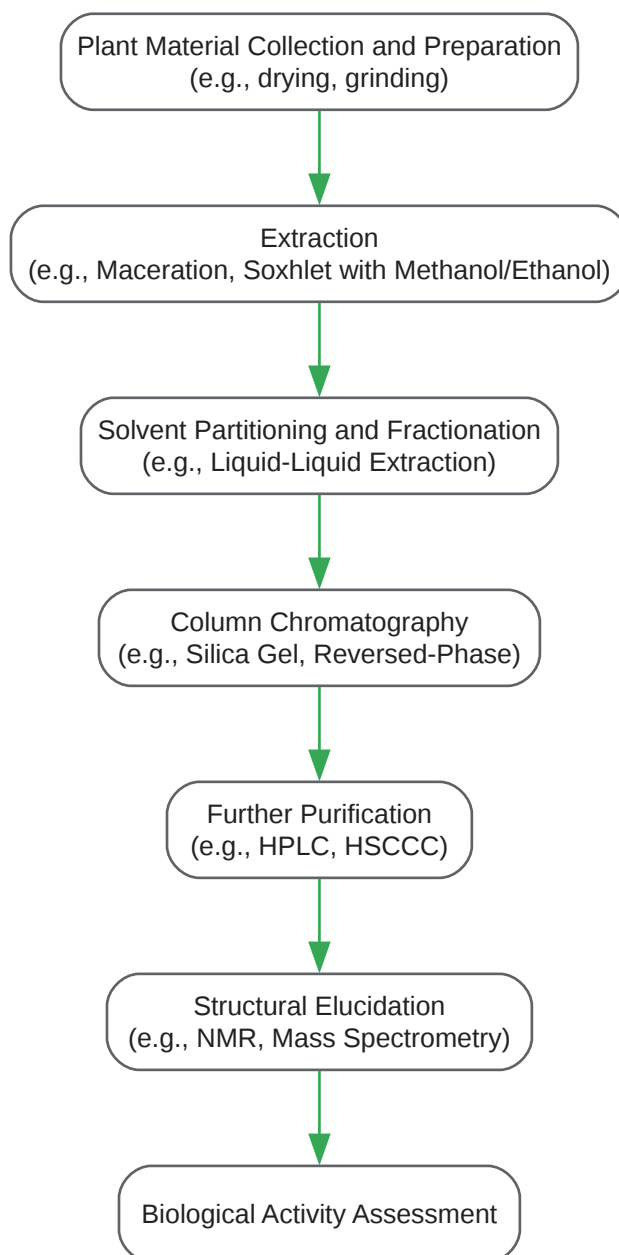 Plant Material Collection and Preparation
(e.g., drying, grinding)
Extraction
(e.g., Maceration, Soxhlet with Methanol/Ethanol)
Solvent Partitioning and Fractionation
(e.g., Liquid-Liquid Extraction)
Column Chromatography
(e.g., Silica Gel, Reversed-Phase)
Further Purification
(e.g., HPLC, HSCCC)
Structural Elucidation
(e.g., NMR, Mass Spectrometry)
Biological Activity Assessment